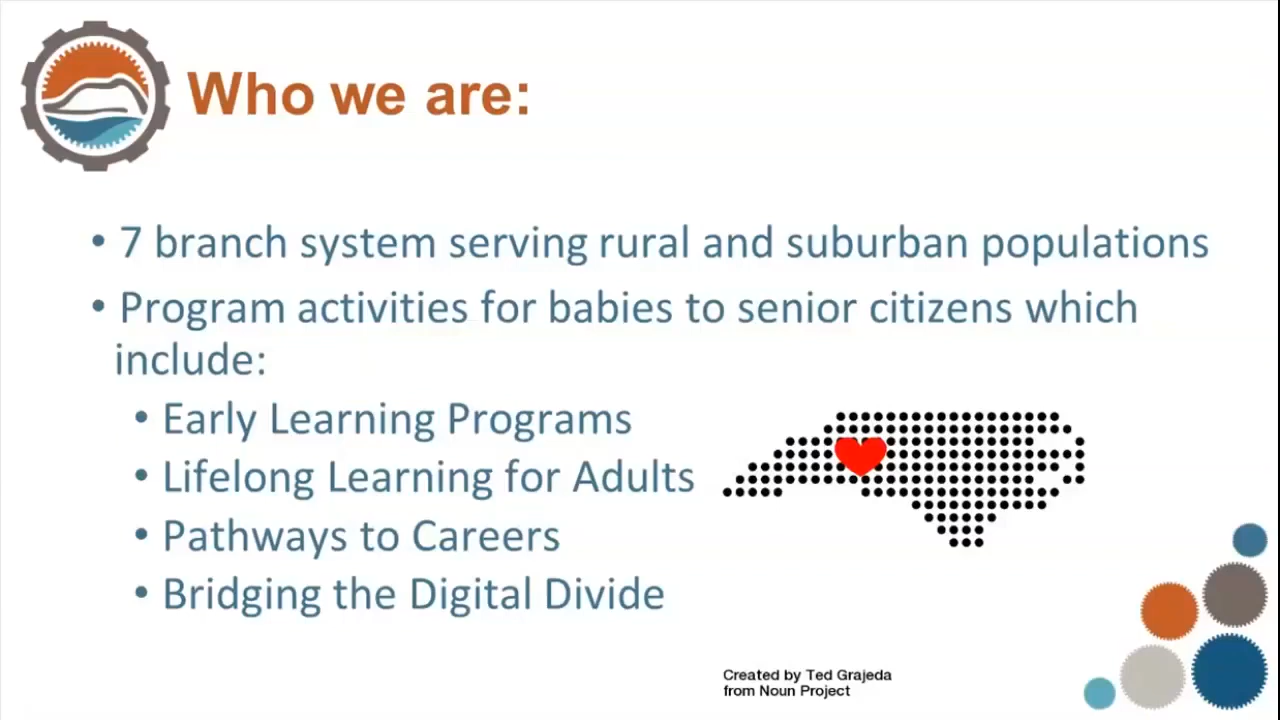 Who we are:
• 7 branch system serving rural and suburban populations
• Program activities for babies to senior citizens which
include:
• Early Learning Programs
• Lifelong Learning for Adults
• Pathways to Careers
• Bridging the Digital Divide
Created by Ted Grajeda
from Noun Project